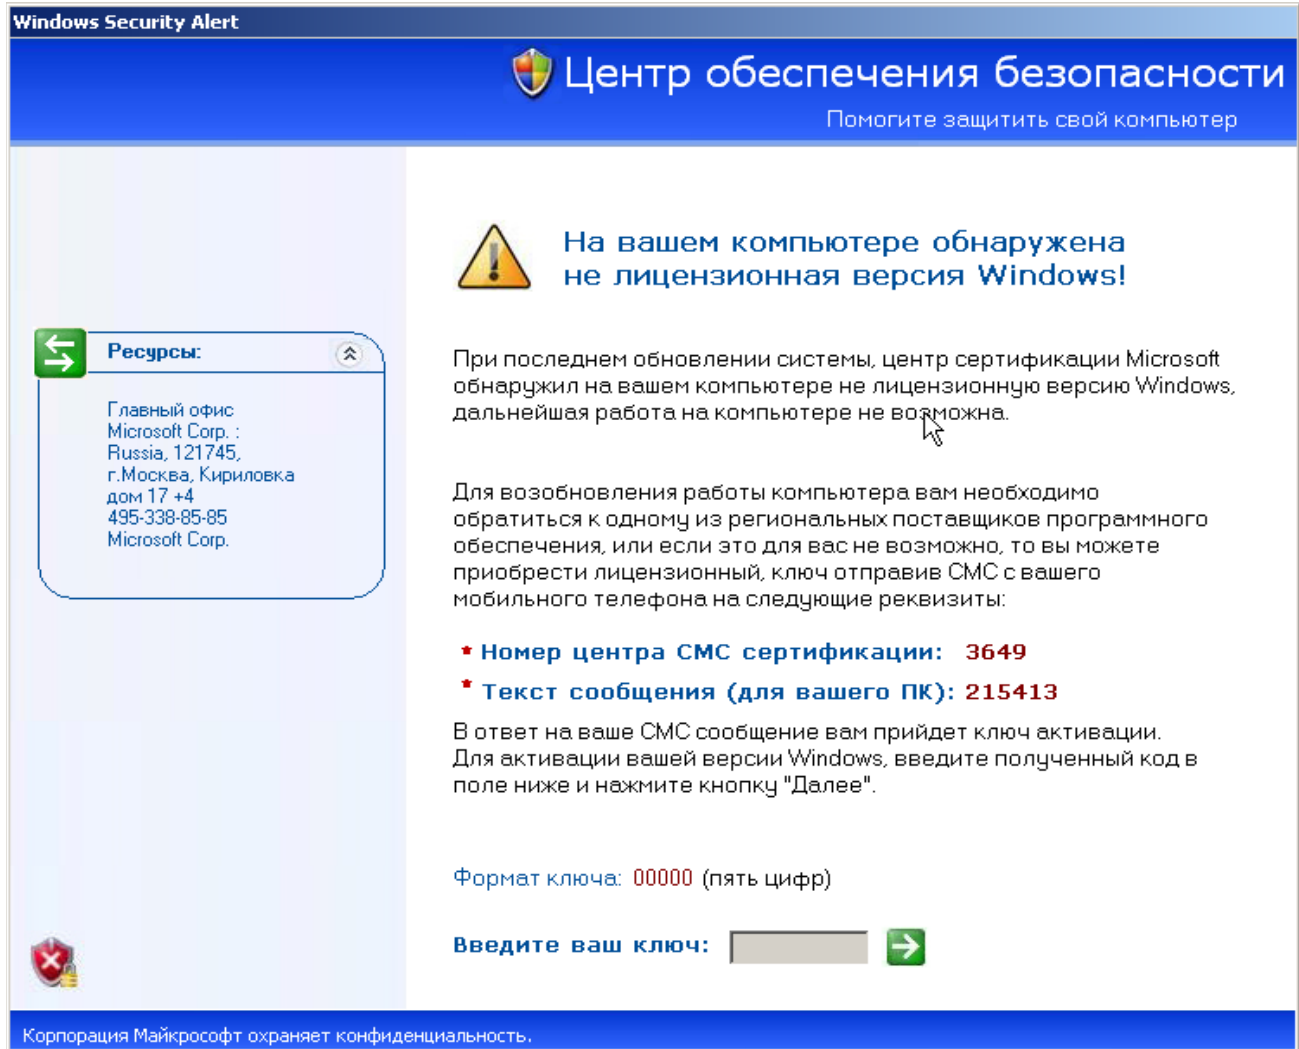 Windows Security Alert
Центр обеспечения безопасности
Помогите защитить свой компьютер
На вашем компьютере обнаружена
не лицензионная версия Windows!
Ресурсы:
Главный офис
Microsoft Corp. :
Russia, 121745,
г.Москва, Кириловка
дом 17 +4
495-338-85-85
Microsoft Corp.
При последнем обновлении системы, центр сертификации Microsoft
обнаружил на вашем компьютере не лицензионную версию Windows,
дальнейшая работа на компьютере не возможна.
Для возобновления работы компьютера вам необходимо
обратиться к одному из региональных поставщиков программного
обеспечения, или если это для вас не возможно, то вы можете
приобрести лицензионный, ключ отправив СМС с вашего
мобильного телефона на следующие реквизиты:
* Номер центра СМС сертификации: 3649
* Текст сообщения (для вашего ПК): 215413
В ответ на ваше СМС сообщение вам прийдет ключ активации.
Для активации вашей версии Windows, введите полученный код в
поле ниже и нажмите кнопку "Далее".
Формат ключа: 00000 (пять цифр)
Введите ваш ключ:
Корпорация Майкрософт охраняет конфиденциальность.